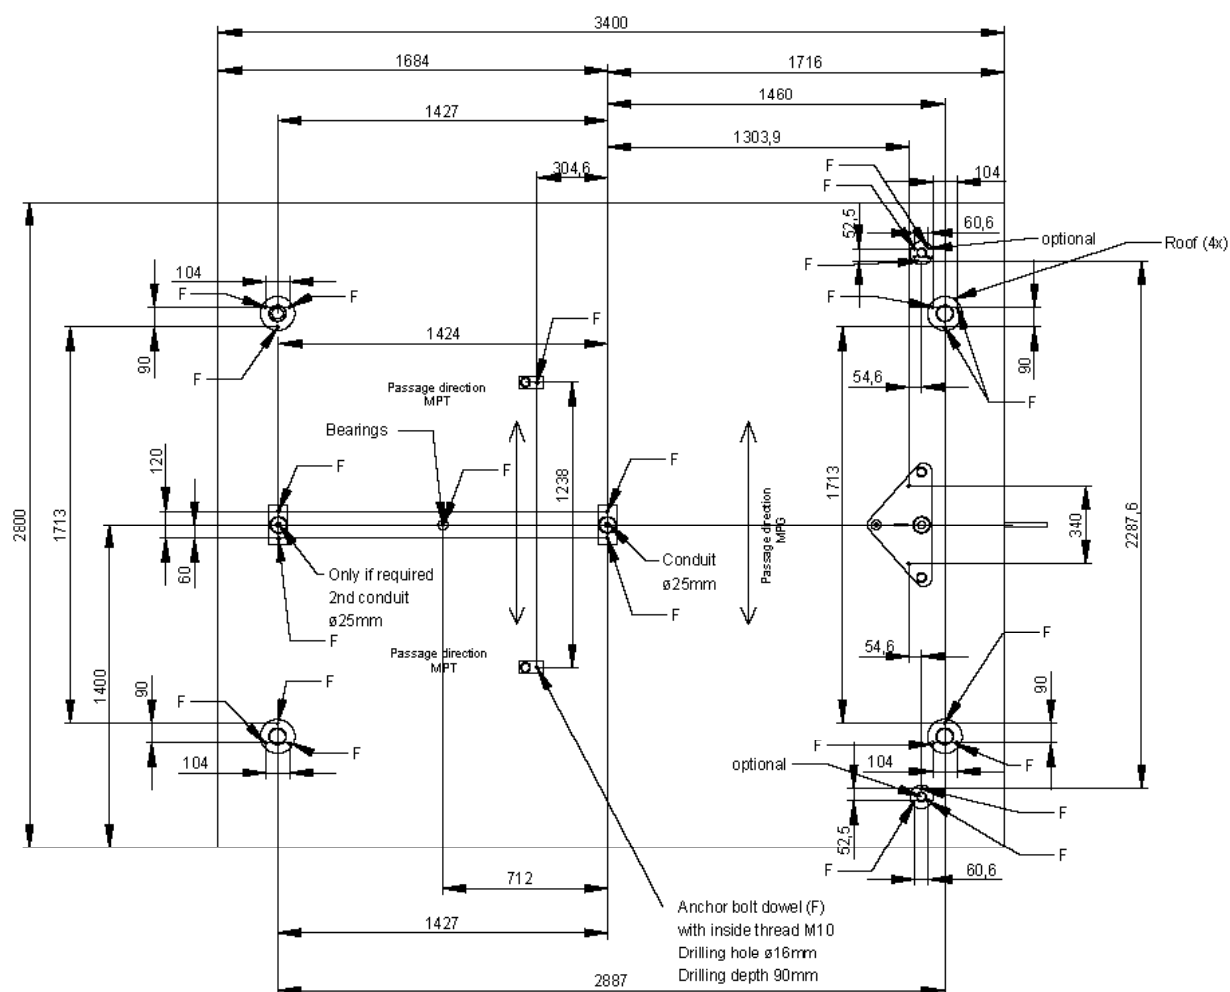 3400
1684
1716
1460
1427
1303,9
304,6
F
104
F
52,5
60,6
optional
Roof (4x)
F
104
F
F
F
F
1424
90
F
90
Passage direction
MPT
54,6
F
F
Bearings
120
F
F
F
1238
1713
2800
1713
Passage direction
MPG
340
2287,6
60
Only if required
2nd conduit
ø25mm
Conduit
ø25mm
F
F
F
Passage direction
MPT
54,6
1400
90
F
F
90
F
F
F
104
104
optional
F
52,5
F
F
60,6
712
1427
Anchor bolt dowel (F)
with inside thread M10
Drilling hole ø16mm
Drilling depth 90mm
2887